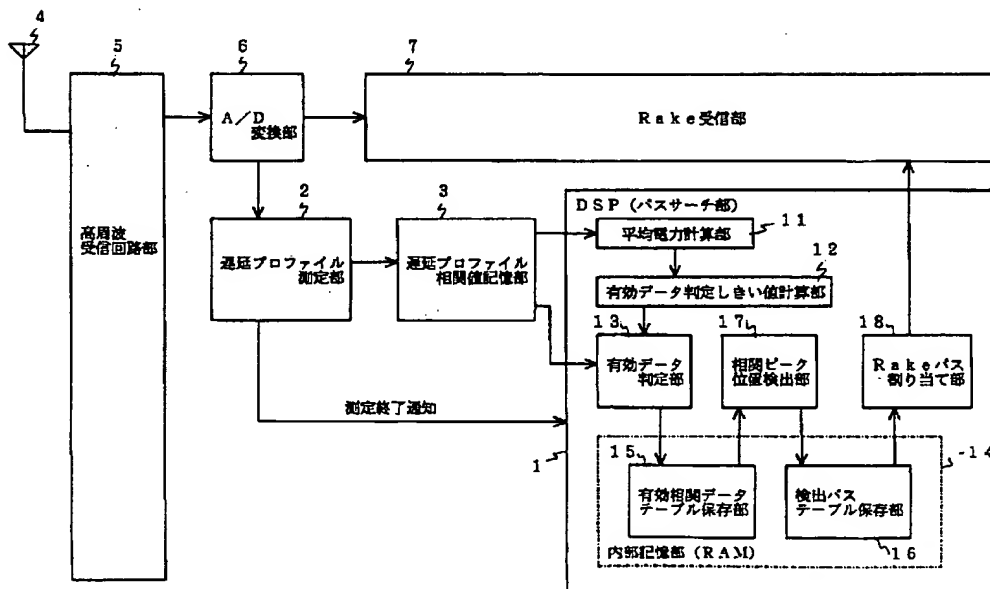 4
5
6
7
高周波
受信回路部
A/D
変換部
Rake受信部
2
3
遅延プロファイル
測定部
遅延プロファイル
相関値記憶部
測定終了通知
1
DSP(パスサーチ部)
平均電力計算部
11
12
有効データ判定しきい値計算部
13
17
18
有効データ
判定部
相関ピーク
位置検出部
Rakeパス
割り当て部
14
15
有効相関データ
テーブル保存部
検出パス
テーブル保存部
16
内部記憶部(RAM)